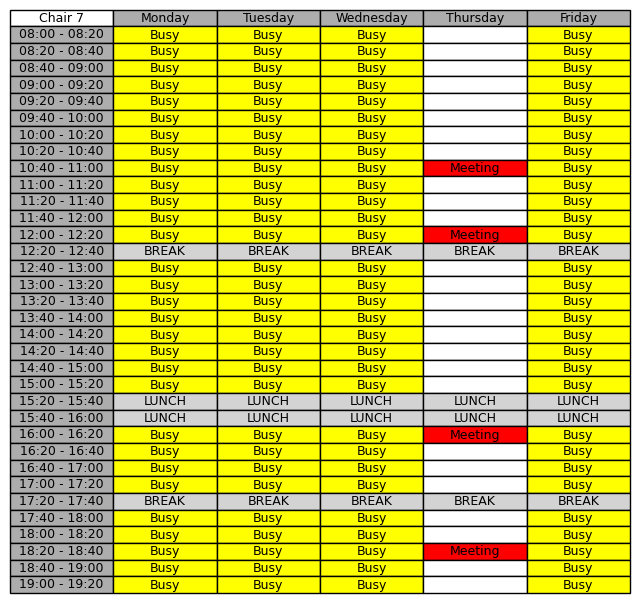 Chair 7 Monday Tuesday Wednesday Thursday Friday
08:00 - 08:20 Busy Busy Busy Busy
08:20 - 08:40 Busy Busy Busy Busy
08:40 - 09:00 Busy Busy Busy Busy
09:00 - 09:20 Busy Busy Busy Busy
09:20 - 09:40 Busy Busy Busy Busy
09:40 - 10:00 Busy Busy Busy Busy
10:00 - 10:20 Busy Busy Busy Busy
10:20 - 10:40 Busy Busy Busy Busy
10:40 - 11:00 Busy Busy Busy Meeting Busy
11:00 - 11:20 Busy Busy Busy Busy
11:20 - 11:40 Busy Busy Busy Busy
11:40 - 12:00 Busy Busy Busy Busy
12:00 - 12:20 Busy Busy Busy Meeting Busy
12:20 - 12:40 BREAK BREAK BREAK BREAK BREAK
12:40 - 13:00 Busy Busy Busy Busy
13:00 - 13:20 Busy Busy Busy Busy
13:20 - 13:40 Busy Busy Busy Busy
13:40 - 14:00 Busy Busy Busy Busy
14:00 - 14:20 Busy Busy Busy Busy
14:20 - 14:40 Busy Busy Busy Busy
14:40 - 15:00 Busy Busy Busy Busy
15:00 - 15:20 Busy Busy Busy Busy
15:20 - 15:40 LUNCH LUNCH LUNCH LUNCH LUNCH
15:40 - 16:00 LUNCH LUNCH LUNCH LUNCH LUNCH
16:00 - 16:20 Busy Busy Busy Meeting Busy
16:20 - 16:40 Busy Busy Busy Busy
16:40 - 17:00 Busy Busy Busy Busy
17:00 - 17:20 Busy Busy Busy Busy
17:20 - 17:40 BREAK BREAK BREAK BREAK BREAK
17:40 - 18:00 Busy Busy Busy Busy
18:00 - 18:20 Busy Busy Busy Busy
18:20 - 18:40 Busy Busy Busy Meeting Busy
18:40 - 19:00 Busy Busy Busy Busy
19:00 - 19:20 Busy Busy Busy Busy